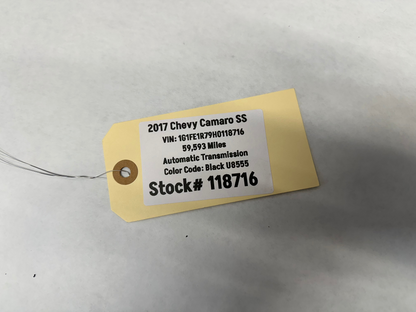 2017 Chevy Camaro SS
VIN: 1G1FE1R79H0118716
59,593 Miles
Automatic Transmission
Color Code: Black U8555
Stock# 118716